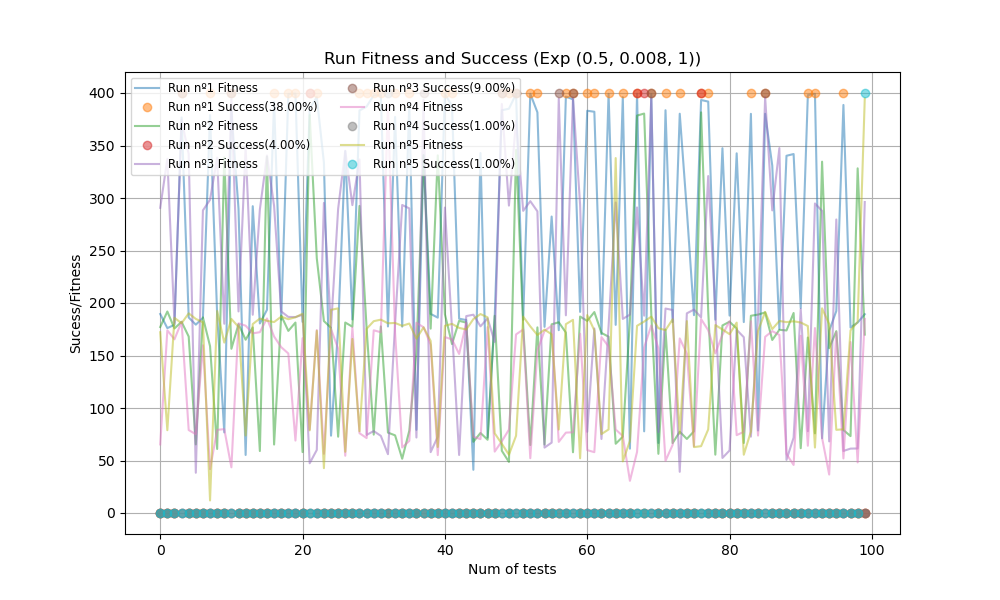 Run Fitness and Success (Exp (0.5, 0.008, 1))
Run nº1 Fitness
Run nº1 Success(38.00%)
Run nº2 Fitness
Run nº2 Success(4.00%)
Run nº3 Fitness
Run nº3 Success(9.00%)
Run nº4 Fitness
Run nº4 Success(1.00%)
Run nº5 Fitness
Run nº5 Success(1.00%)
Success/Fitness
400
350
300
250
200
150
100
50
0
0 20 40 60 80 100
Num of tests